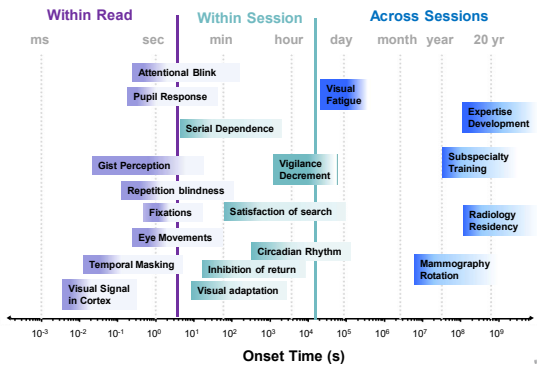 Within Read Within Session Across Sessions
ms sec min hour day month year 20 yr
Attentional Blink
Pupil Response
Visual
Fatigue
Expertise
Development
Serial Dependence
Gist Perception
Vigilance
Decrement
Subspecialty
Training
Repetition blindness
Fixations
Satisfaction of search
Radiology
Residency
Eye Movements
Circadian Rhythm
Temporal Masking
Inhibition of return
Mammography
Rotation
Visual Signal
in Cortex
Visual adaptation
10⁻³ 10⁻² 10⁻¹ 10⁰ 10¹ 10² 10³ 10⁴ 10⁵ 10⁶ 10⁷ 10⁸ 10⁹
Onset Time (s)